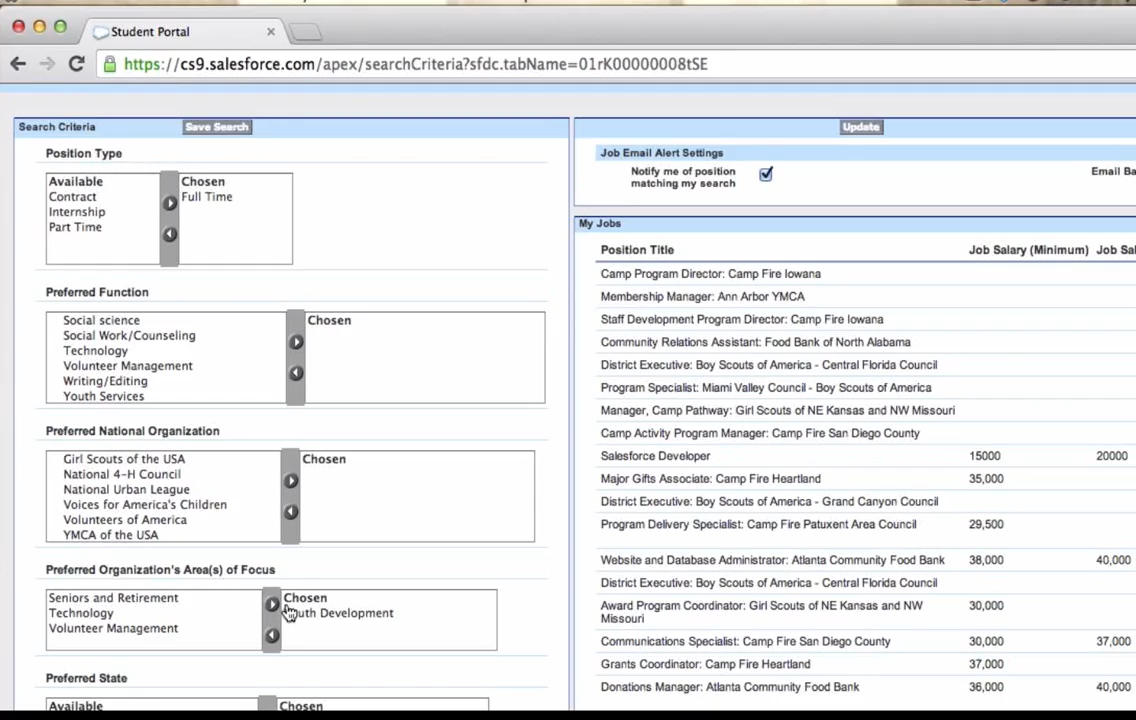 Student Portal
https://cs9.salesforce.com/apex/searchCriteria?sfdc.tabName=01rK00000008tSE
Search Criteria
Save Search
Position Type
Available
Contract
Internship
Part Time
Chosen
Full Time
Preferred Function
Social science
Social Work/Counseling
Technology
Volunteer Management
Writing/Editing
Youth Services
Chosen
Preferred National Organization
Girl Scouts of the USA
National 4-H Council
National Urban League
Voices for America's Children
Volunteers of America
YMCA of the USA
Chosen
Preferred Organization's Area(s) of Focus
Seniors and Retirement
Technology
Volunteer Management
Chosen
Youth Development
Preferred State
Available
Chosen
Update
Job Email Alert Settings
Notify me of position
matching my search
Email Ba
My Jobs
Position Title Job Salary (Minimum) Job Sal
Camp Program Director: Camp Fire Iowana
Membership Manager: Ann Arbor YMCA
Staff Development Program Director: Camp Fire Iowana
Community Relations Assistant: Food Bank of North Alabama
District Executive: Boy Scouts of America - Central Florida Council
Program Specialist: Miami Valley Council - Boy Scouts of America
Manager, Camp Pathway: Girl Scouts of NE Kansas and NW Missouri
Camp Activity Program Manager: Camp Fire San Diego County
Salesforce Developer 15000 20000
Major Gifts Associate: Camp Fire Heartland 35,000
District Executive: Boy Scouts of America - Grand Canyon Council
Program Delivery Specialist: Camp Fire Patuxent Area Council 29,500
Website and Database Administrator: Atlanta Community Food Bank 38,000 40,000
District Executive: Boy Scouts of America - Central Florida Council
Award Program Coordinator: Girl Scouts of NE Kansas and NW 30,000
Missouri
Communications Specialist: Camp Fire San Diego County 30,000 37,000
Grants Coordinator: Camp Fire Heartland 37,000
Donations Manager: Atlanta Community Food Bank 36,000 40,000